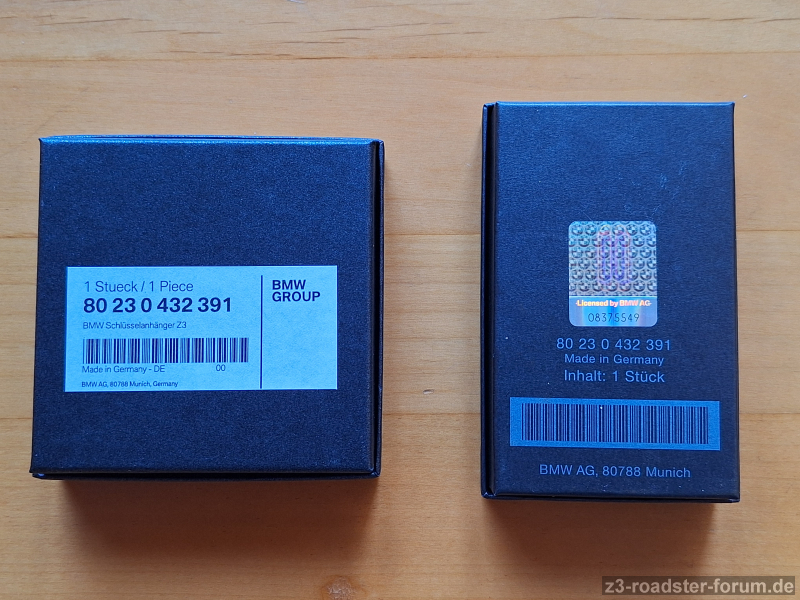 1 Stueck / 1 Piece
80 23 0 432 391
BMW Schlüsselanhänger Z3
Made in Germany - DE 00
BMW AG, 80788 Munich, Germany
BMW
GROUP
Licensed by BMW AG
08375549
80 23 0 432 391
Made in Germany
Inhalt: 1 Stück
BMW AG, 80788 Munich
z3-roadster-forum.de